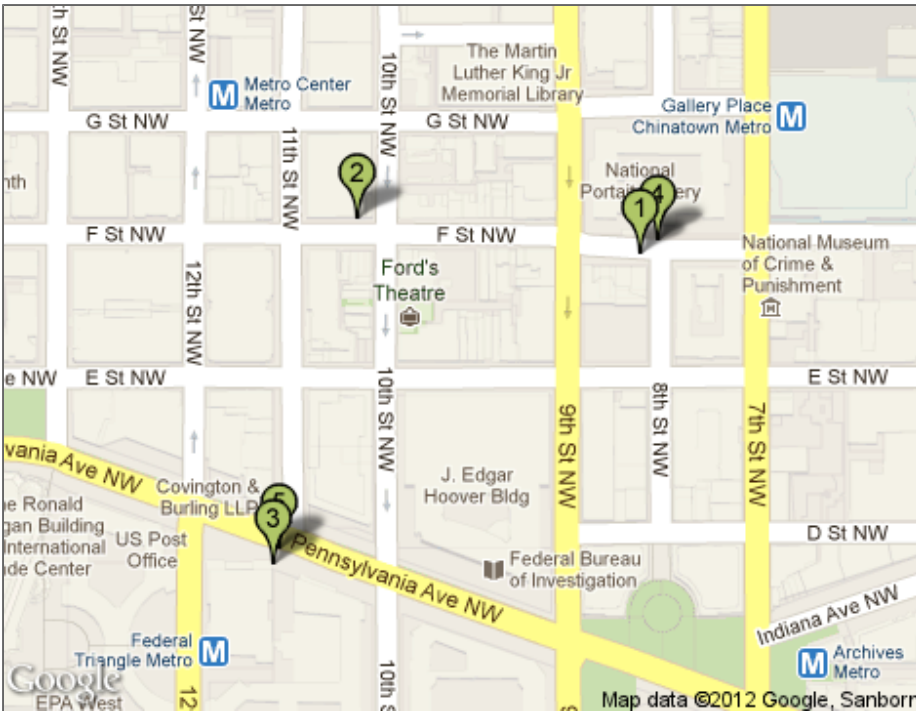 th St NW
St NW
10th St NW
The Martin
Luther King Jr
Memorial Library
Metro Center
Metro
M
Gallery Place
Chinatown Metro
M
G St NW
G St NW
11th St NW
2
nth
National
1
4
F St NW
F St NW
National Museum
of Crime &
Punishment
12th St NW
Ford's
Theatre
e NW
E St NW
E St NW
10th St NW
9th St NW
8th St NW
7th St NW
vania Ave NW
Covington &
Burling LLP
5
3
J. Edgar
Hoover Bldg
ne Ronald
gan Building
International
de Center
US Post
Office
D St NW
Pennsylvania Ave NW
Federal Bureau
of Investigation
Indiana Ave NW
Federal
Triangle Metro
M
Archives
Metro
M
10th S
12
Google
EPA West
Map data ©2012 Google, Sanborn